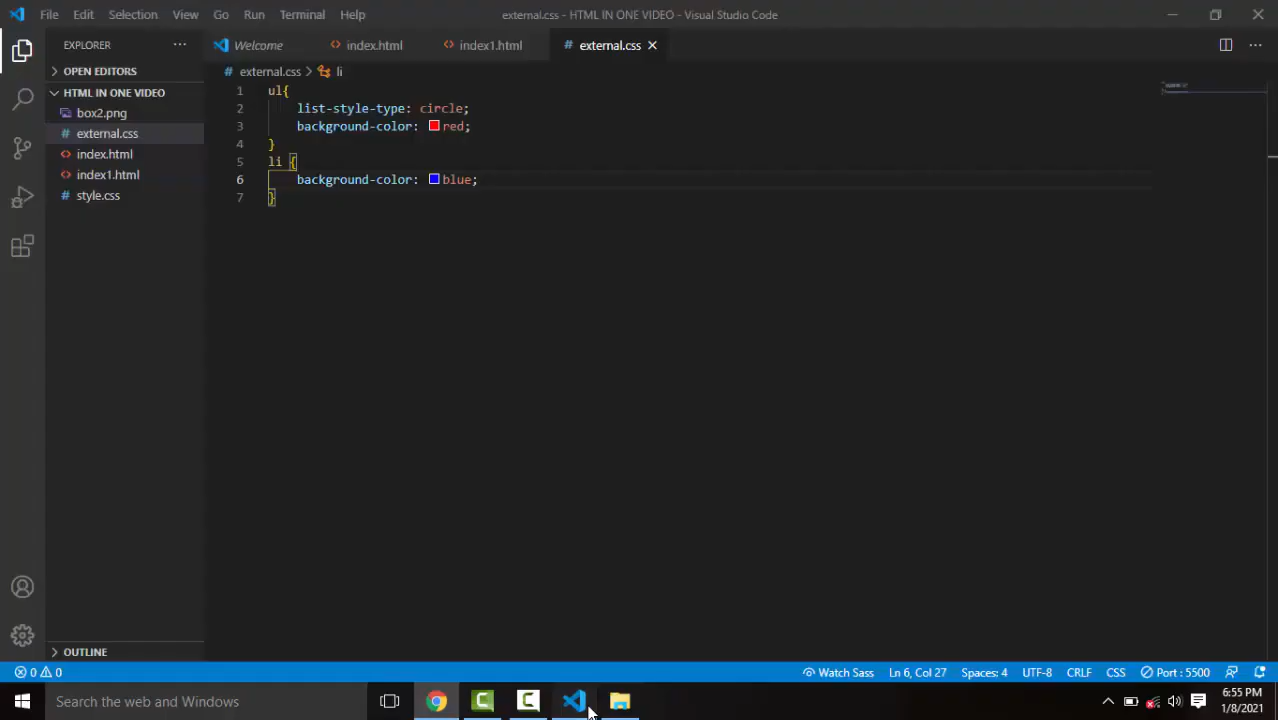 File Edit Selection View Go Run Terminal Help
external.css - HTML IN ONE VIDEO - Visual Studio Code
EXPLORER
Welcome
index.html
index1.html
external.css
OPEN EDITORS
external.css > li
HTML IN ONE VIDEO
box2.png
external.css
index.html
index1.html
style.css
1 ul{
2 list-style-type: circle;
3 background-color: red;
4 }
5 li {
6 background-color: blue;
7 }
OUTLINE
0 0
Watch Sass
Ln 6, Col 27
Spaces: 4
UTF-8
CRLF
CSS
Port : 5500
Search the web and Windows
6:55 PM
1/8/2021